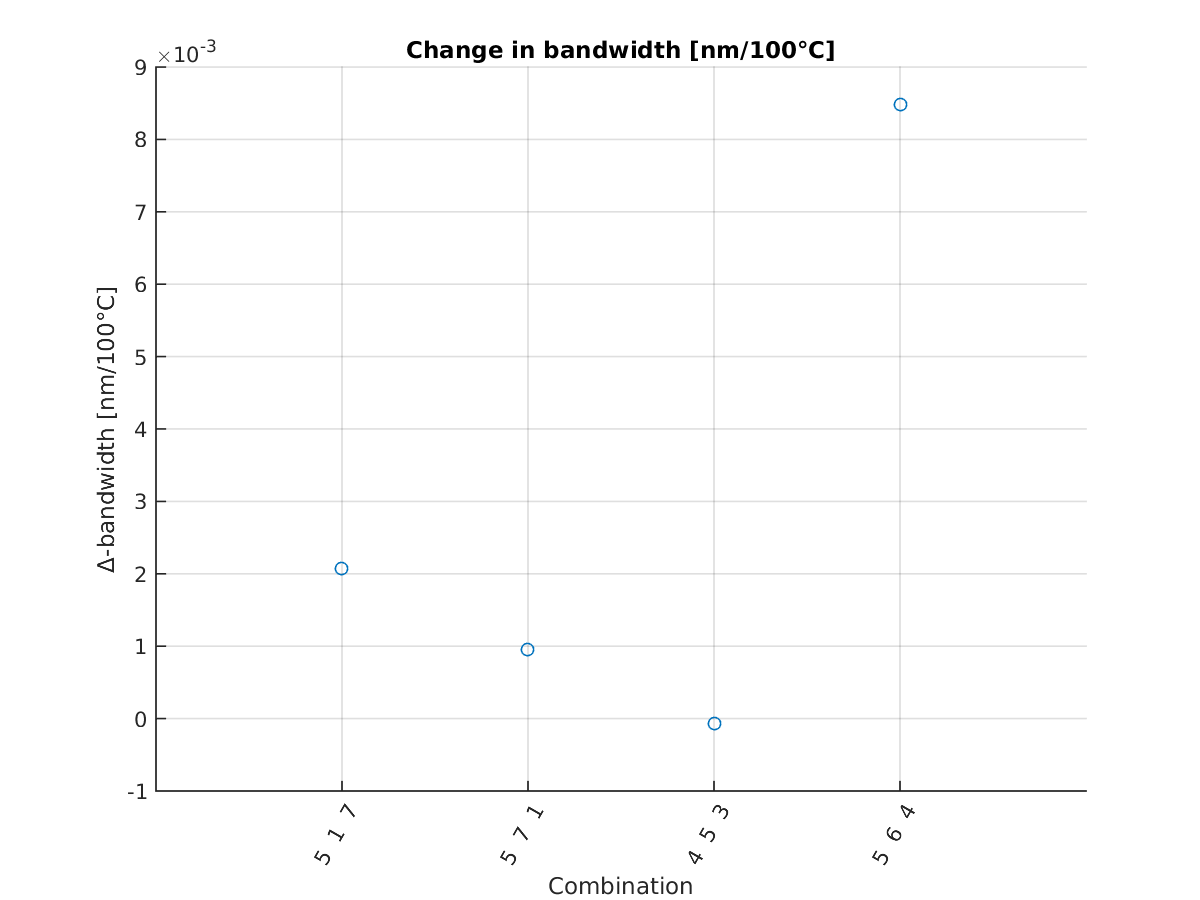 ×10-3
Change in bandwidth [nm/100°C]
9
8
7
6
5
4
3
2
1
0
-1
Δ-bandwidth [nm/100°C]
5 1 7
5 7 1
4 5 3
5 6 4
Combination